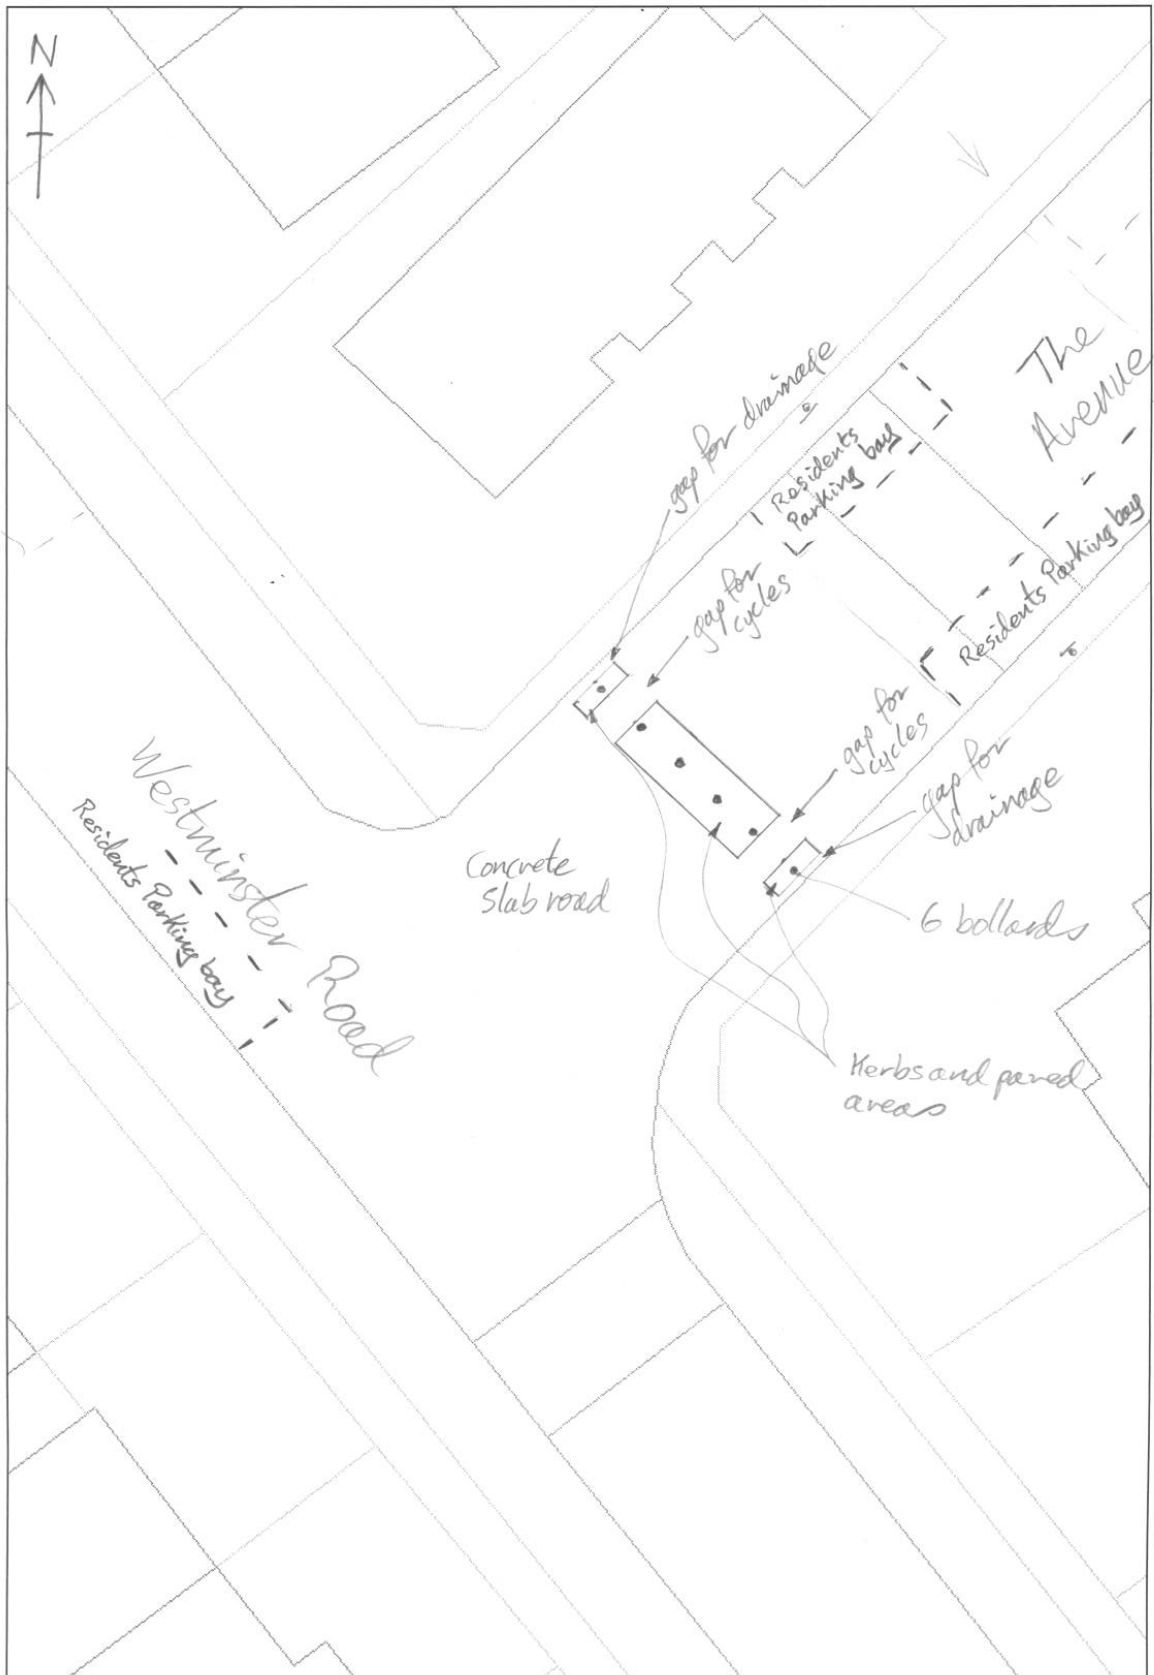 N
The
Avenue
gap for drainage
Residents
Parking bay
gap for
cycles
Residents Parking bay
gap for
cycles
gap for
drainage
Westminster Road
Residents Parking bay
Concrete
Slab road
6 bollards
Kerbs and paved
areas